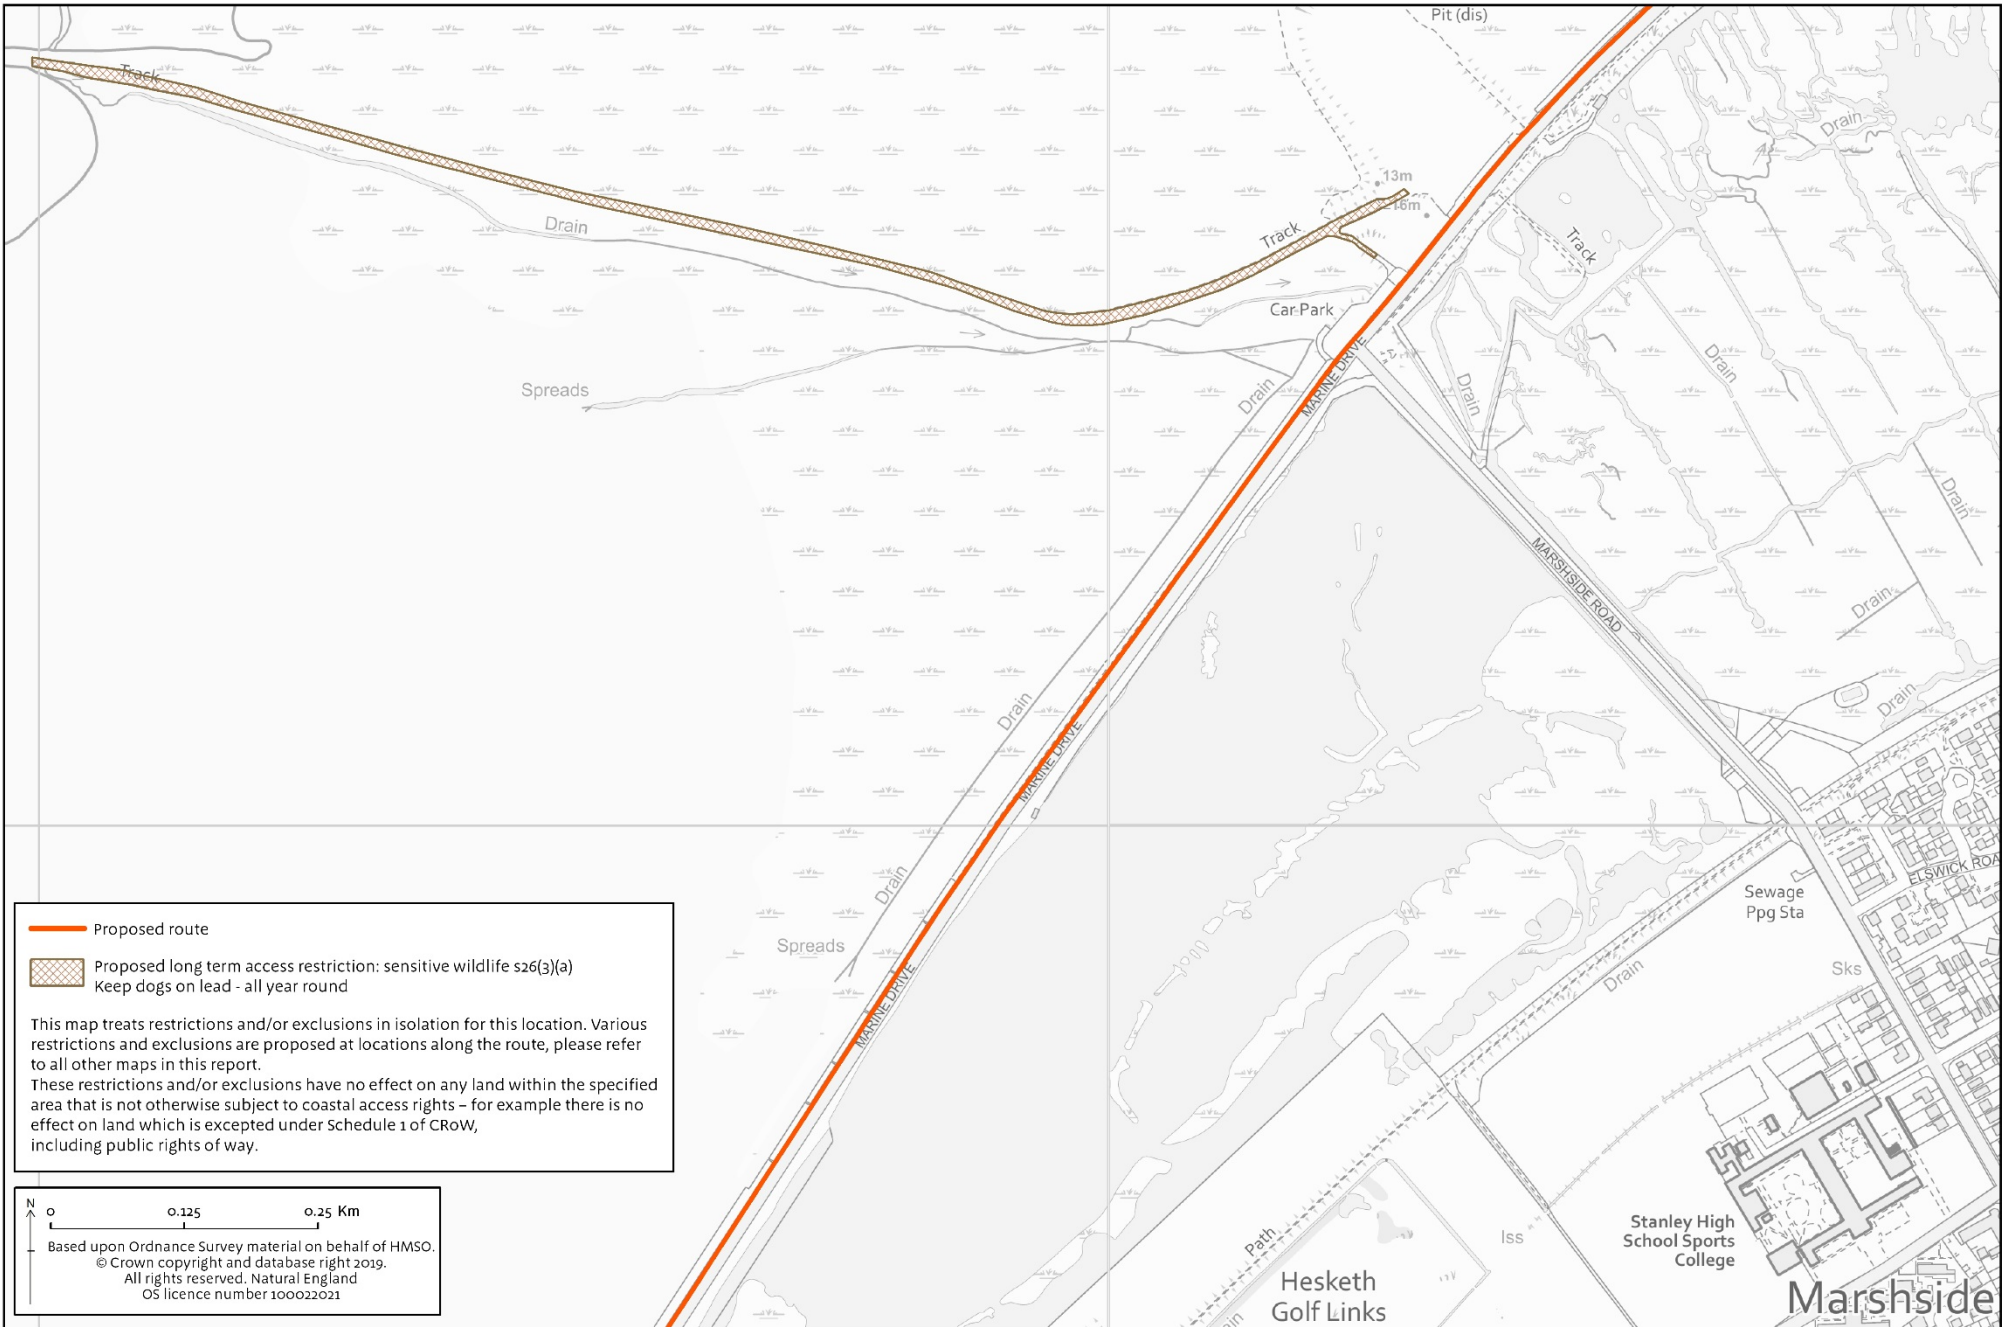 Pit (dis)
Track
Drain
13m
16m
Track
Drain
Track
Car Park
Drain
Spreads
MARINE DRIVE
Drain
Drain
Drain
Drain
MARSHSIDE ROAD
Drain
Drain
Drain
MARINE DRIVE
Drain
Spreads
MARINE DRIVE
ELSWICK ROA
Sewage
Ppg Sta
Sks
Drain
Proposed route
Proposed long term access restriction: sensitive wildlife s26(3)(a)
Keep dogs on lead - all year round
This map treats restrictions and/or exclusions in isolation for this location. Various
restrictions and exclusions are proposed at locations along the route, please refer
to all other maps in this report.
These restrictions and/or exclusions have no effect on any land within the specified
area that is not otherwise subject to coastal access rights – for example there is no
effect on land which is excepted under Schedule 1 of CRoW,
including public rights of way.
N
0 0.125 0.25 Km
Based upon Ordnance Survey material on behalf of HMSO.
© Crown copyright and database right 2019.
All rights reserved. Natural England
OS licence number 100022021
Path
Iss
Stanley High
School Sports
College
Hesketh
Golf Links
Marshside